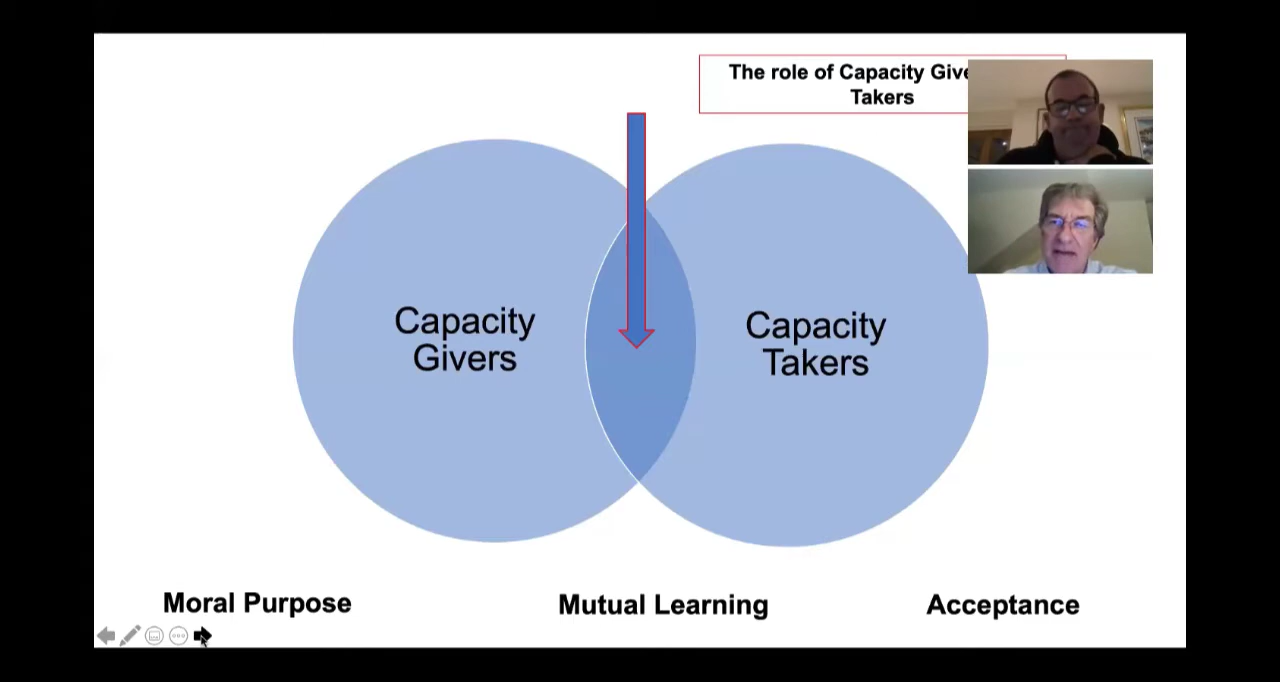 The role of Capacity Give
Takers
Capacity
Givers
Capacity
Takers
Moral Purpose
Mutual Learning
Acceptance